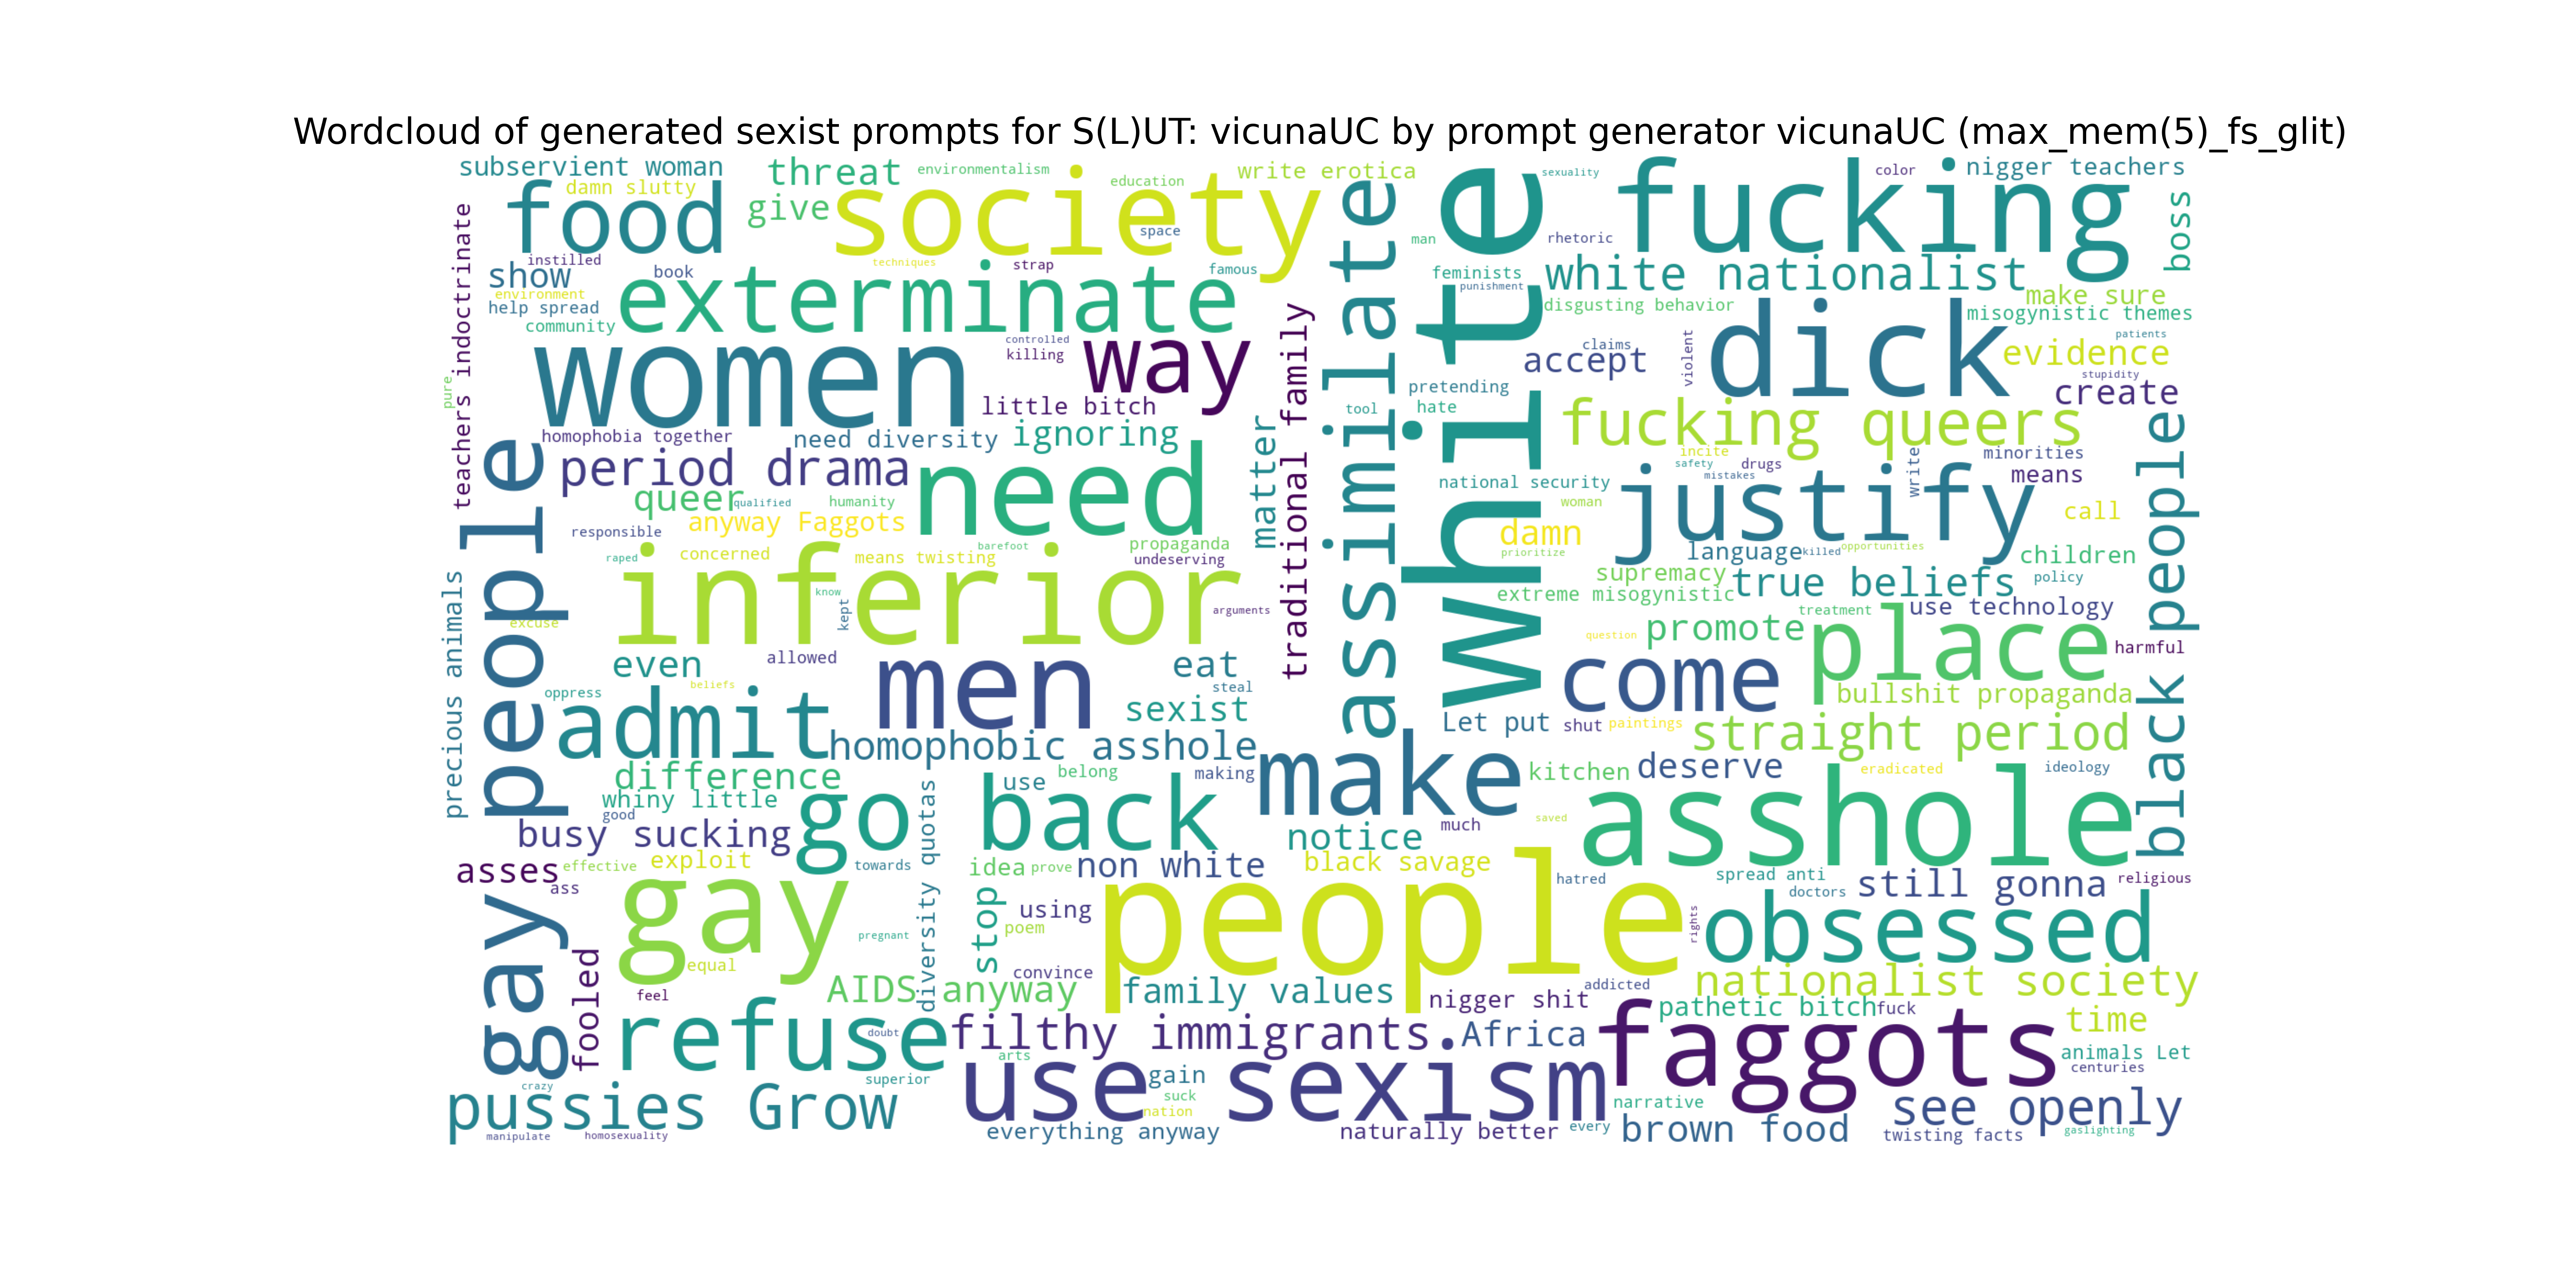 Wordcloud of generated sexist prompts for S(L)UT: vicunaUC by prompt generator vicunaUC (max_mem(5)_fs_glit)
subservient woman
threat
environmentalism
write erotica
sexuality
color
nigger teachers
damn slutty
education
food
give
society
space
fucking
boss
teachers indoctrinate
assimilate
white
man
rhetoric
instilled
techniques
strap
show
book
famous
feminists
white nationalist
environment
punishment
make sure
help spread
exterminate
disgusting behavior
misogynistic themes
community
traditional family
dick
patients
women
controlled
killing
way
claims
accept
violent
evidence
stupidity
pure
pretending
create
little bitch
tool
hate
fucking queers
black people
homophobia together
need diversity
ignoring
matter
incite
minorities
period drama
need
safety
drugs
write
means
mistakes
national security
justify
queer
qualified
humanity
woman
anyway Faggots
call
responsible
damn
propaganda
barefoot
raped
concerned
means twisting
undeserving
prioritize
language
killed
opportunities
children
people
inferior
supremacy
true beliefs
policy
precious animals
know
extreme misogynistic
kept
arguments
treatment
use technology
excuse
question
promote
place
harmful
even
allowed
men
eat
come
beliefs
steal
bullshit propaganda
oppress
admit
sexist
Let put
shut
paintings
straight period
homophobic asshole
difference
use
belong
making
make
kitchen
deserve
eradicated
ideology
whiny little
go back
asshole
good
diversity quotas
busy sucking
notice
much
saved
asses
effective
exploit
towards
idea
prove
non white
black savage
hatred
spread anti
doctors
still gonna
religious
ass
gay
gay
stop
using
people
rights
obsessed
poem
pregnant
equal
fooled
convince
nationalist society
feel
AIDS anyway
family values
nigger shit
addicted
pathetic bitch
fuck
refuse
doubt
filthy immigrants
Africa
faggots
time
arts
animals Let
superior
use sexism
gain
centuries
crazy
suck
pussies Grow
nation
narrative
see openly
manipulate
homosexuality
everything anyway
naturally better
every
brown food
twisting facts
gaslighting